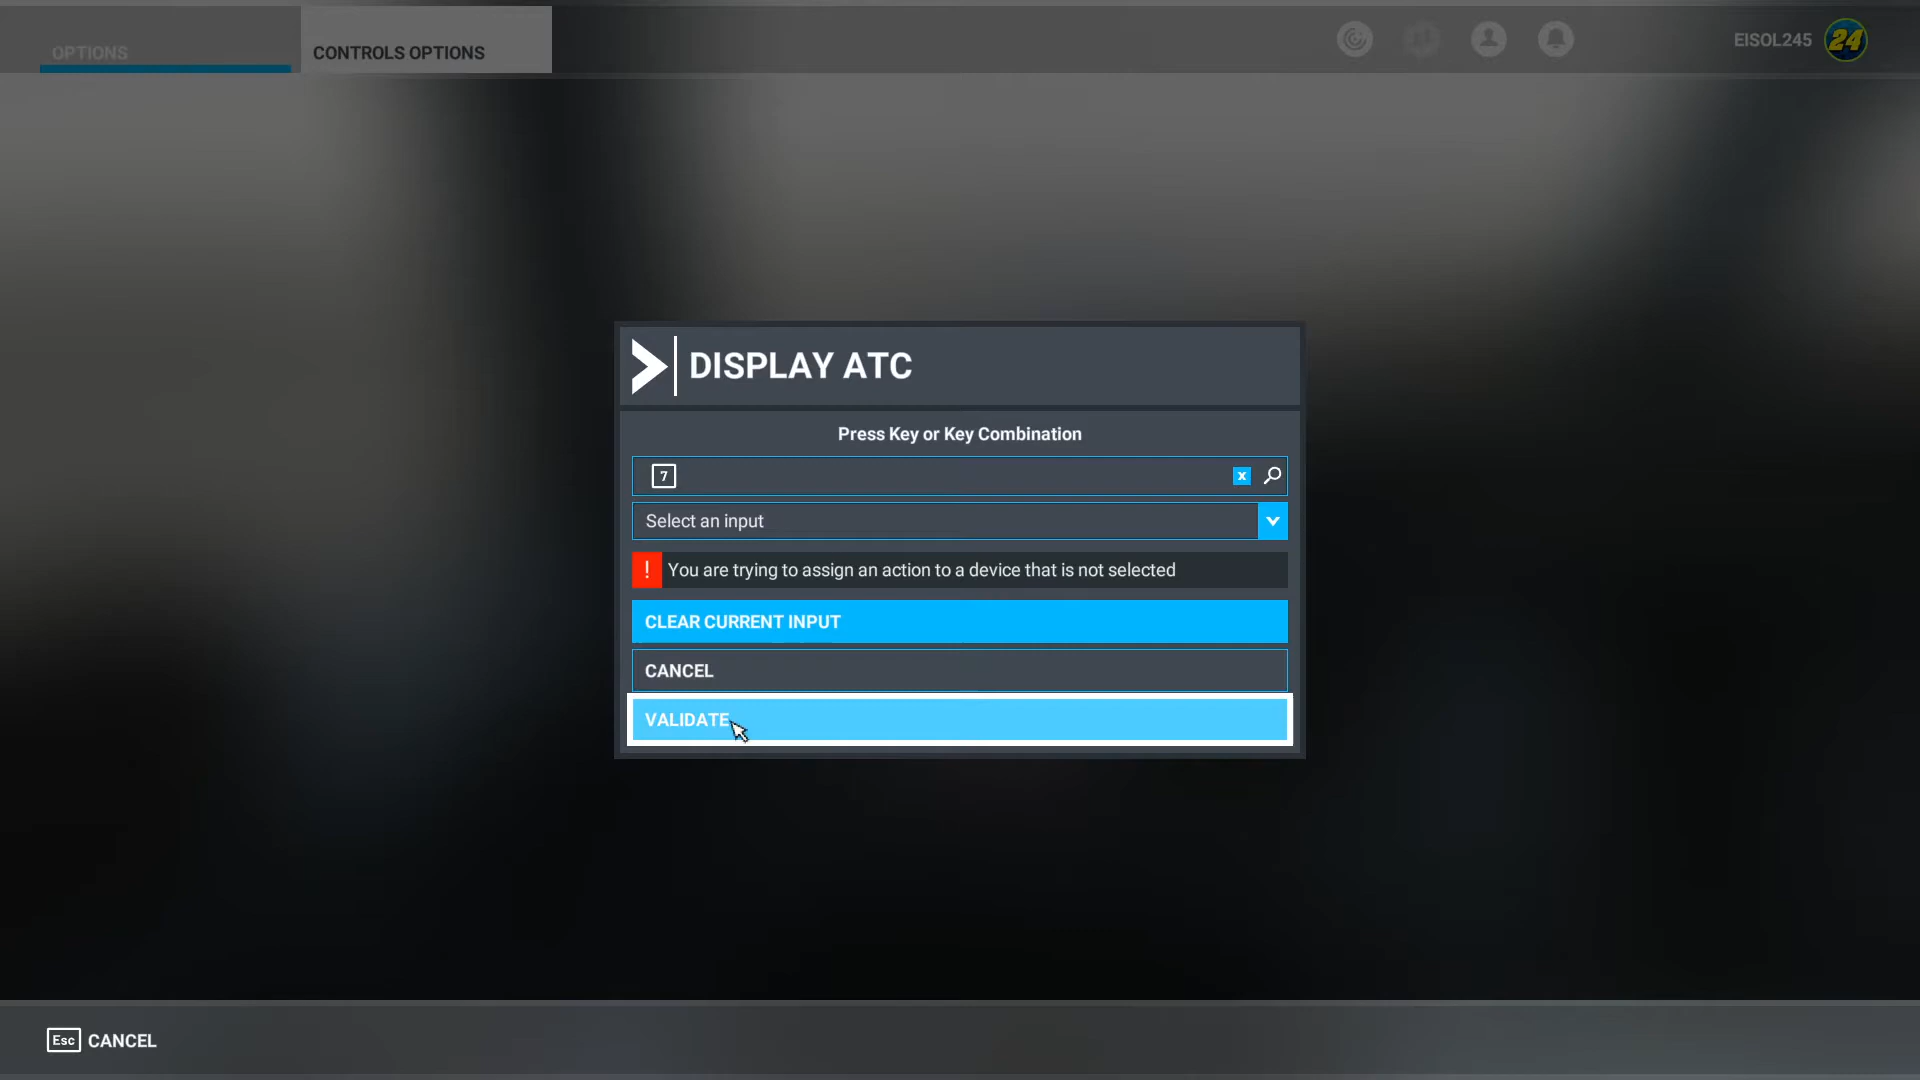 OPTIONS
CONTROLS OPTIONS
EISOL245
24
DISPLAY ATC
Press Key or Key Combination
7
x
Select an input
! You are trying to assign an action to a device that is not selected
CLEAR CURRENT INPUT
CANCEL
VALIDATE
Esc CANCEL